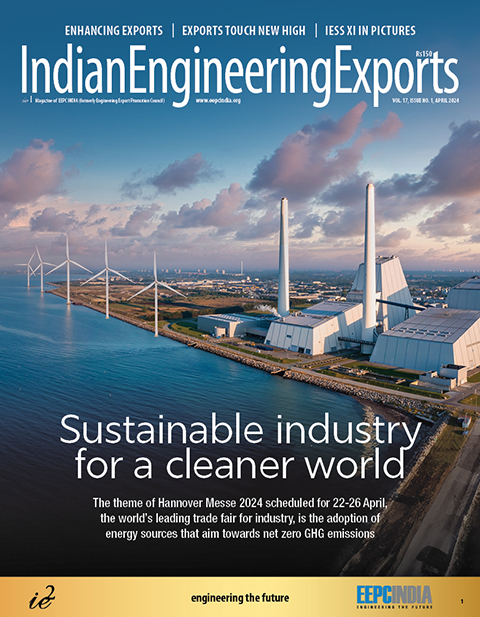 ENHANCING EXPORTS | EXPORTS TOUCH NEW HIGH | IESS XI IN PICTURES
Rs150
IndianEngineeringExports
Magazine of EEPC INDIA (formerly Engineering Export Promotion Council)
www.eepcindia.org
VOL. 17, ISSUE NO. 1, APRIL 2024
Sustainable industry
for a cleaner world
The theme of Hannover Messe 2024 scheduled for 22-26 April,
the world's leading trade fair for industry, is the adoption of
energy sources that aim towards net zero GHG emissions
ie2
engineering the future
EEPCINDIA
ENGINEERING THE FUTURE
1